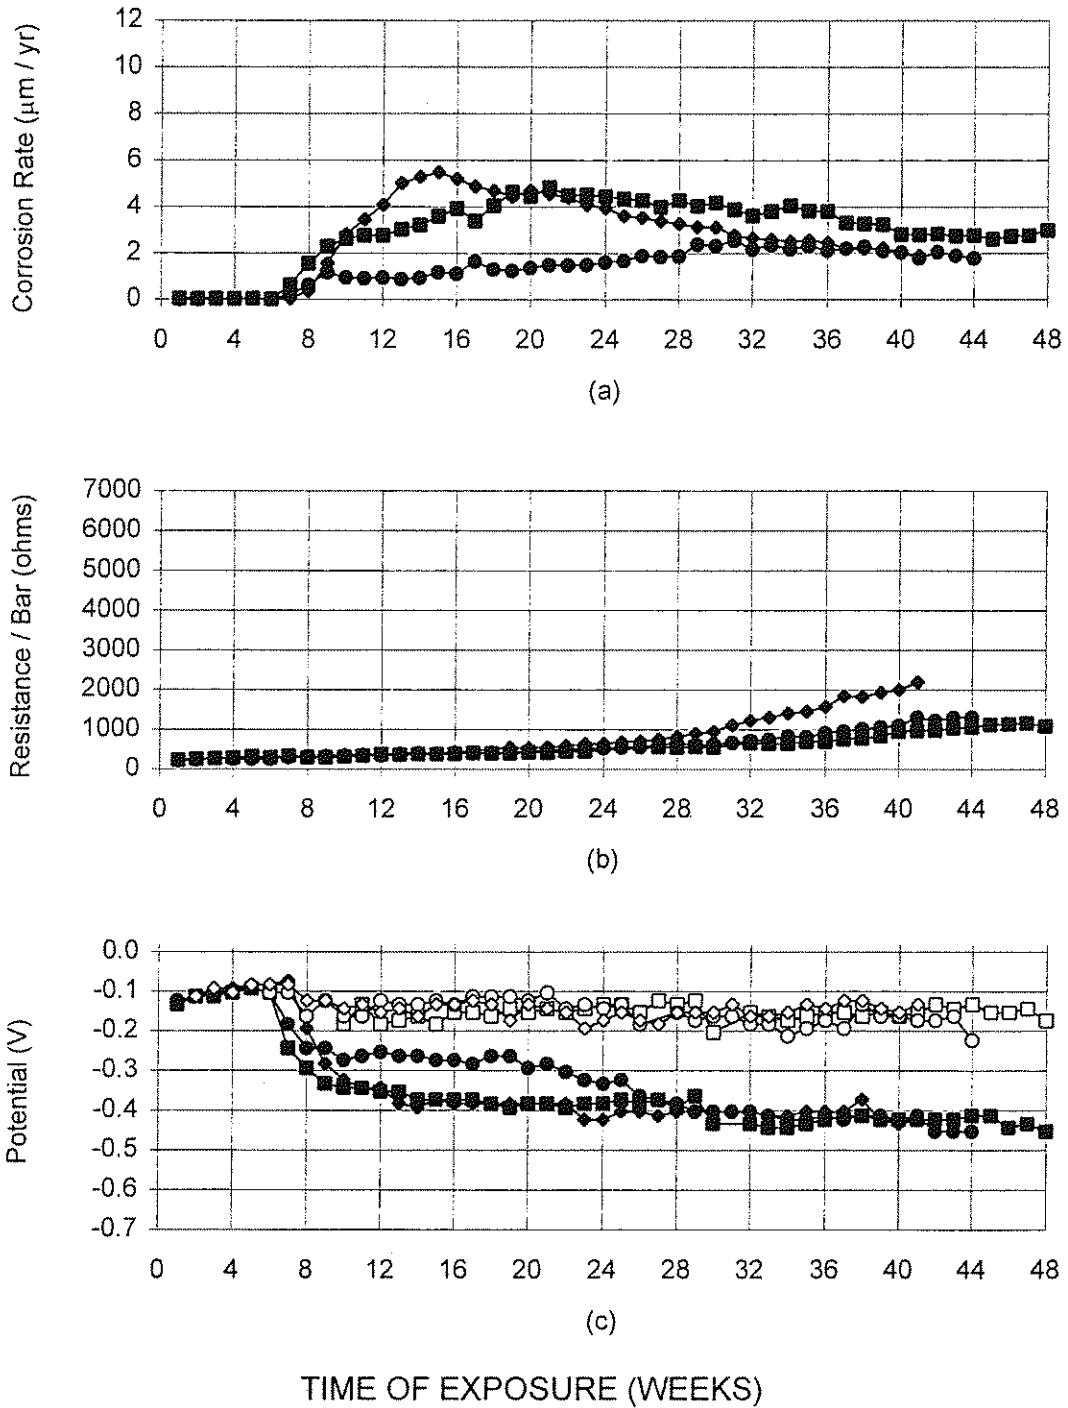 Corrosion Rate (μm / yr)
12
10
8
6
4
2
0
0 4 8 12 16 20 24 28 32 36 40 44 48
(a)
Resistance / Bar (ohms)
7000
6000
5000
4000
3000
2000
1000
0
0 4 8 12 16 20 24 28 32 36 40 44 48
(b)
Potential (V)
0.0
-0.1
-0.2
-0.3
-0.4
-0.5
-0.6
-0.7
0 4 8 12 16 20 24 28 32 36 40 44 48
(c)
TIME OF EXPOSURE (WEEKS)